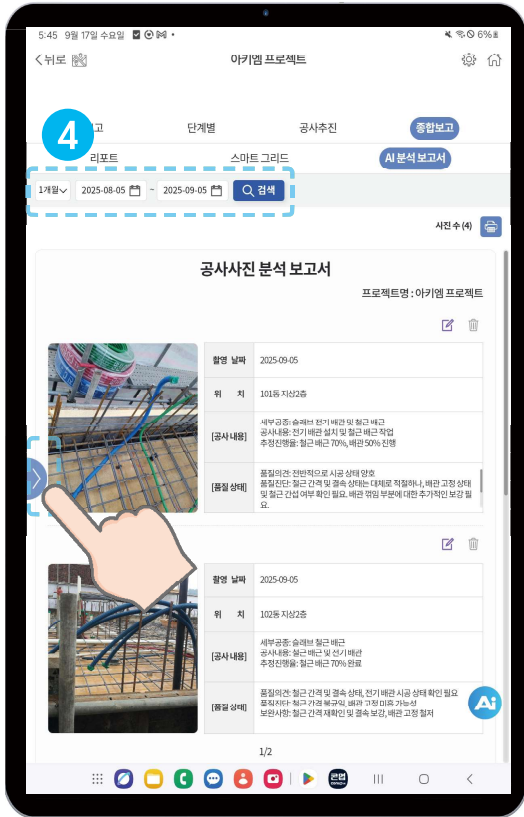 5:45 9월 17일 수요일
6%
뒤로
아키엠 프로젝트
4
고
단계별
공사추진
종합보고
리포트
스마트 그리드
AI 분석 보고서
1개월 2025-08-05 ~ 2025-09-05 검색
사진 수 (4)
공사사진 분석 보고서
프로젝트명 : 아키엠 프로젝트
촬영 날짜 2025-09-05
위 치 101동 지상2층
[공사 내용]
세부공종: 슬래브 전기 배관 및 철근 배근
공사내용: 전기 배관 설치 및 철근 배근 작업
추정진행율: 철근 배근 70%, 배관 50% 진행
[품질 상태]
품질의견: 전반적으로 시공 상태 양호
품질진단: 철근 간격 및 결속 상태는 대체로 적절하나, 배관 고정 상태
및 철근 간섭 여부 확인 필요. 배관 꺾임 부분에 대한 추가적인 보강 필
요.
촬영 날짜 2025-09-05
위 치 102동 지상2층
[공사 내용]
세부공종: 슬래브 철근 배근
공사내용: 철근 배근 및 전기 배관
추정진행율: 철근 배근 70% 완료
[품질 상태]
품질의견: 철근 간격 및 결속 상태, 전기 배관 시공 상태 확인 필요
품질진단: 철근 간격 불균일, 배관 고정 미흡 가능성
보완사항: 철근 간격 재확인 및 결속 보강, 배관 고정 철저
Ai
1/2
콘업